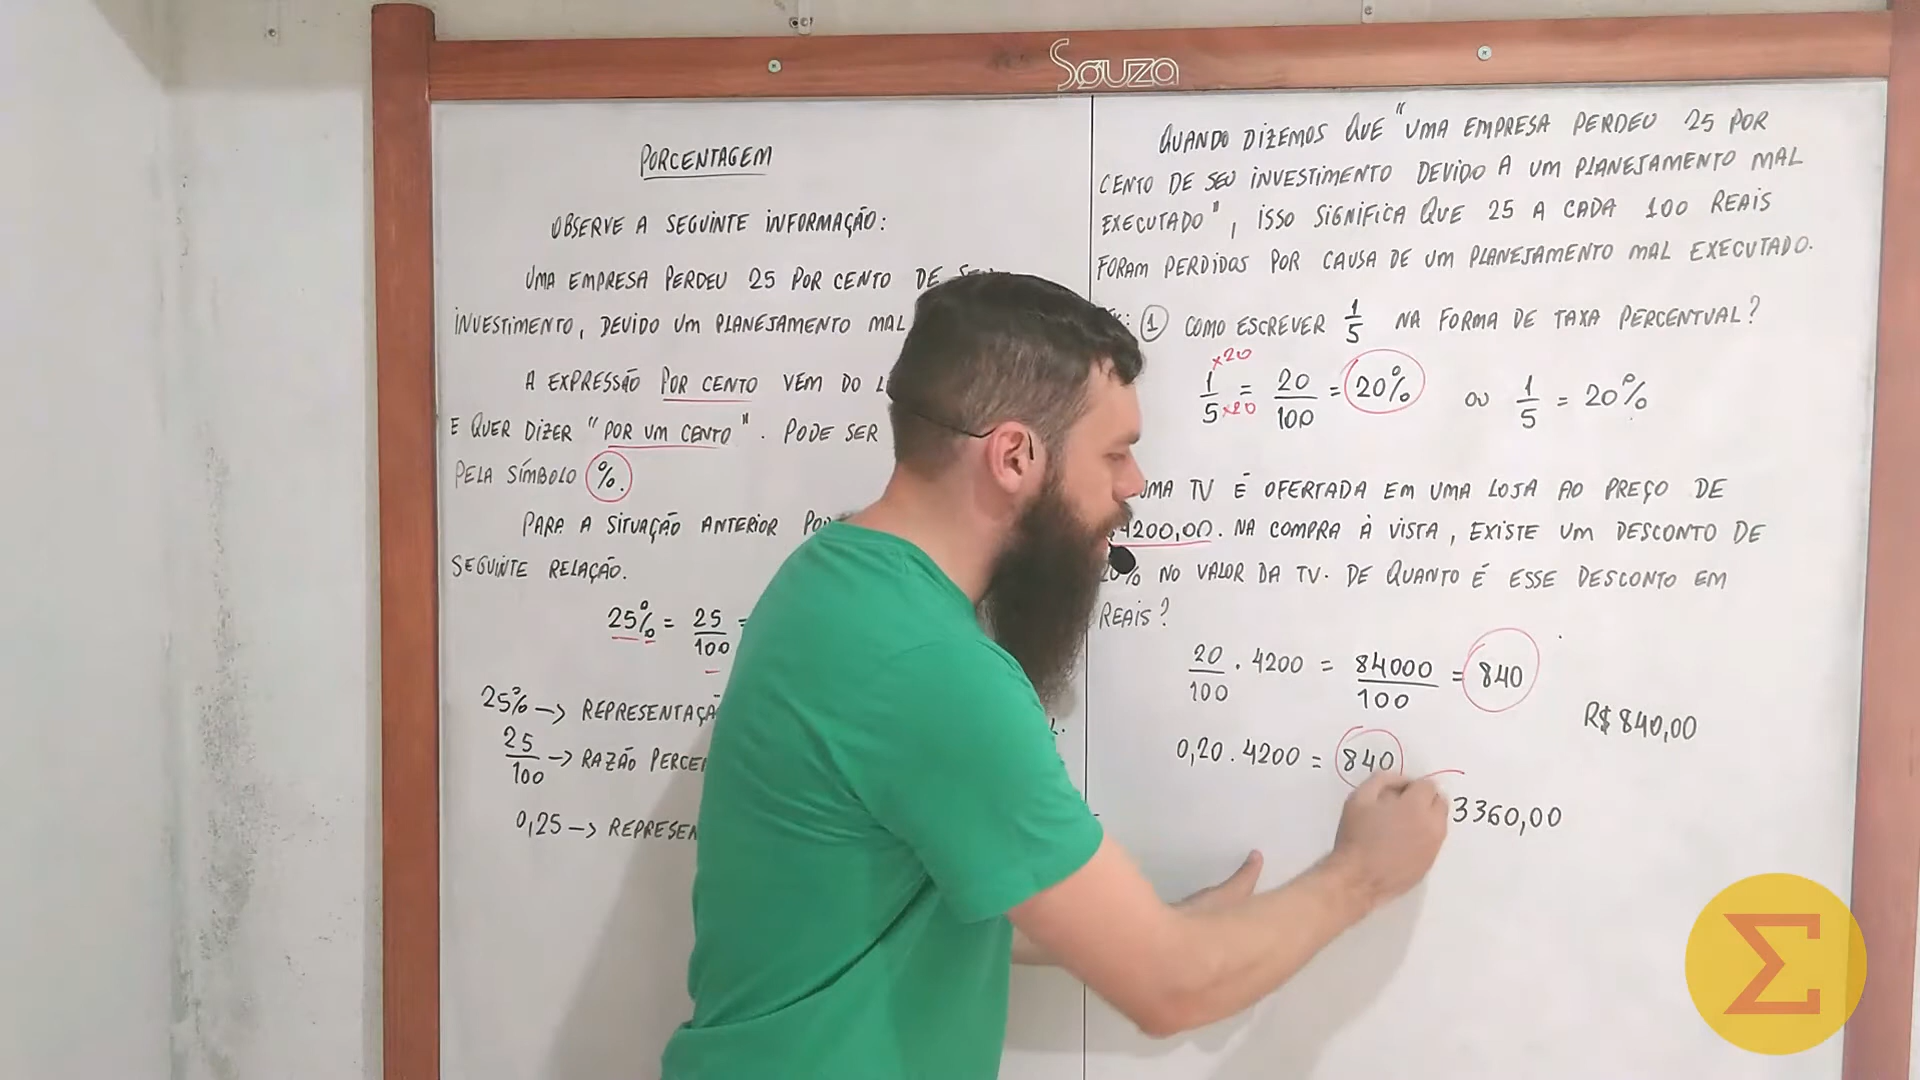 Souza
PORCENTAGEM
OBSERVE A SEGUINTE INFORMAÇÃO:
UMA EMPRESA PERDEU 25 POR CENTO DE
INVESTIMENTO, DEVIDO UM PLANEJAMENTO MAL
A EXPRESSÃO POR CENTO VEM DO
E QUER DIZER "POR UM CENTO". PODE SER
PELA SÍMBOLO %.
PARA A SITUAÇÃO ANTERIOR
SEGUINTE RELAÇÃO.
25% = 25/100 =
25% -> REPRESENTAÇÃ
25/100 -> RAZÃO PERCE
0,25 -> REPRESEN
QUANDO DIZEMOS QUE "UMA EMPRESA PERDEU 25 POR
CENTO DE SEU INVESTIMENTO DEVIDO A UM PLANEJAMENTO MAL
EXECUTADO", ISSO SIGNIFICA QUE 25 A CADA 100 REAIS
FORAM PERDIDOS POR CAUSA DE UM PLANEJAMENTO MAL EXECUTADO.
1 COMO ESCREVER 1/5 NA FORMA DE TAXA PERCENTUAL?
1/5 ×20 ×20 = 20/100 = 20% OU 1/5 = 20%
UMA TV É OFERTADA EM UMA LOJA AO PREÇO DE
4200,00. NA COMPRA À VISTA, EXISTE UM DESCONTO DE
20% NO VALOR DA TV. DE QUANTO É ESSE DESCONTO EM
REAIS?
20/100 . 4200 = 84000/100 = 840
R$ 840,00
0,20 . 4200 = 840
3360,00
Σ